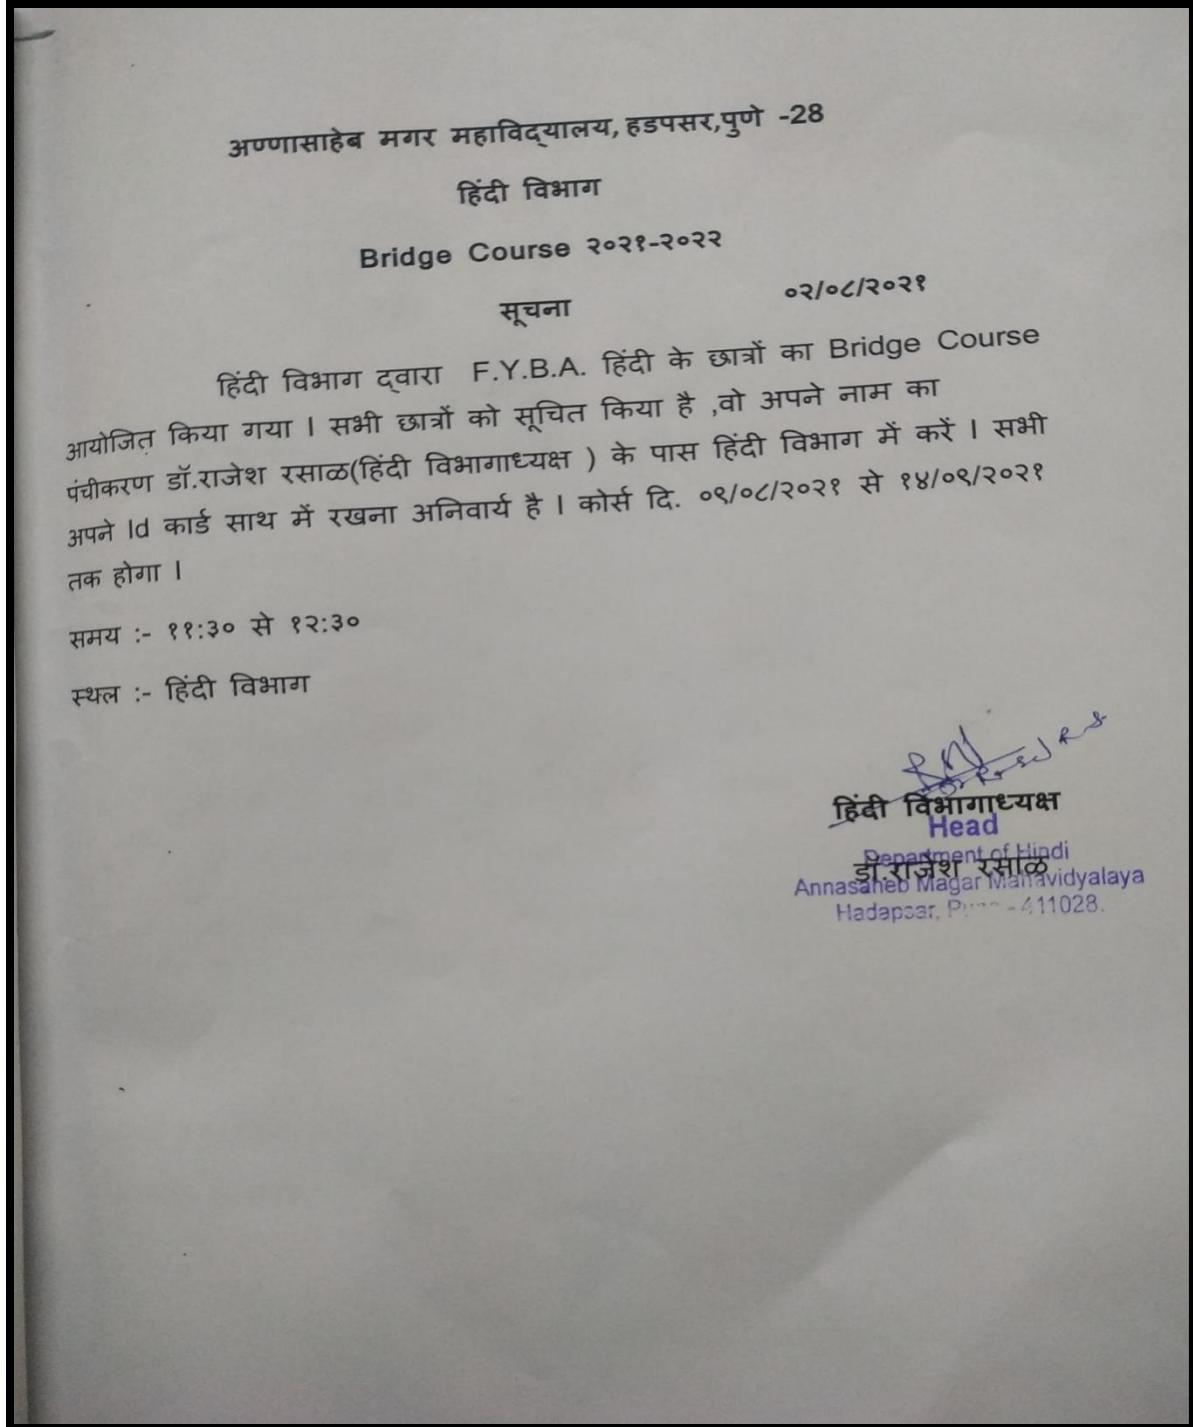 अण्णासाहेब मगर महाविद्यालय, हडपसर,पुणे -28
हिंदी विभाग
Bridge Course २०२१-२०२२
सूचना ०२/०८/२०२१
हिंदी विभाग द्वारा F.Y.B.A. हिंदी के छात्रों का Bridge Course
आयोजित किया गया । सभी छात्रों को सूचित किया है ,वो अपने नाम का
पंचीकरण डॉ.राजेश रसाळ(हिंदी विभागाध्यक्ष ) के पास हिंदी विभाग में करें । सभी
अपने Id कार्ड साथ में रखना अनिवार्य है । कोर्स दि. ०९/०८/२०२१ से १४/०९/२०२१
तक होगा ।
समय :- ११:३० से १२:३०
स्थल :- हिंदी विभाग
हिंदी विभागाध्यक्ष
Head
Department of Hindi
डॉ.राजेश रसाळ
Annasaheb Magar Mahavidyalaya
Hadapsar, - 411028.